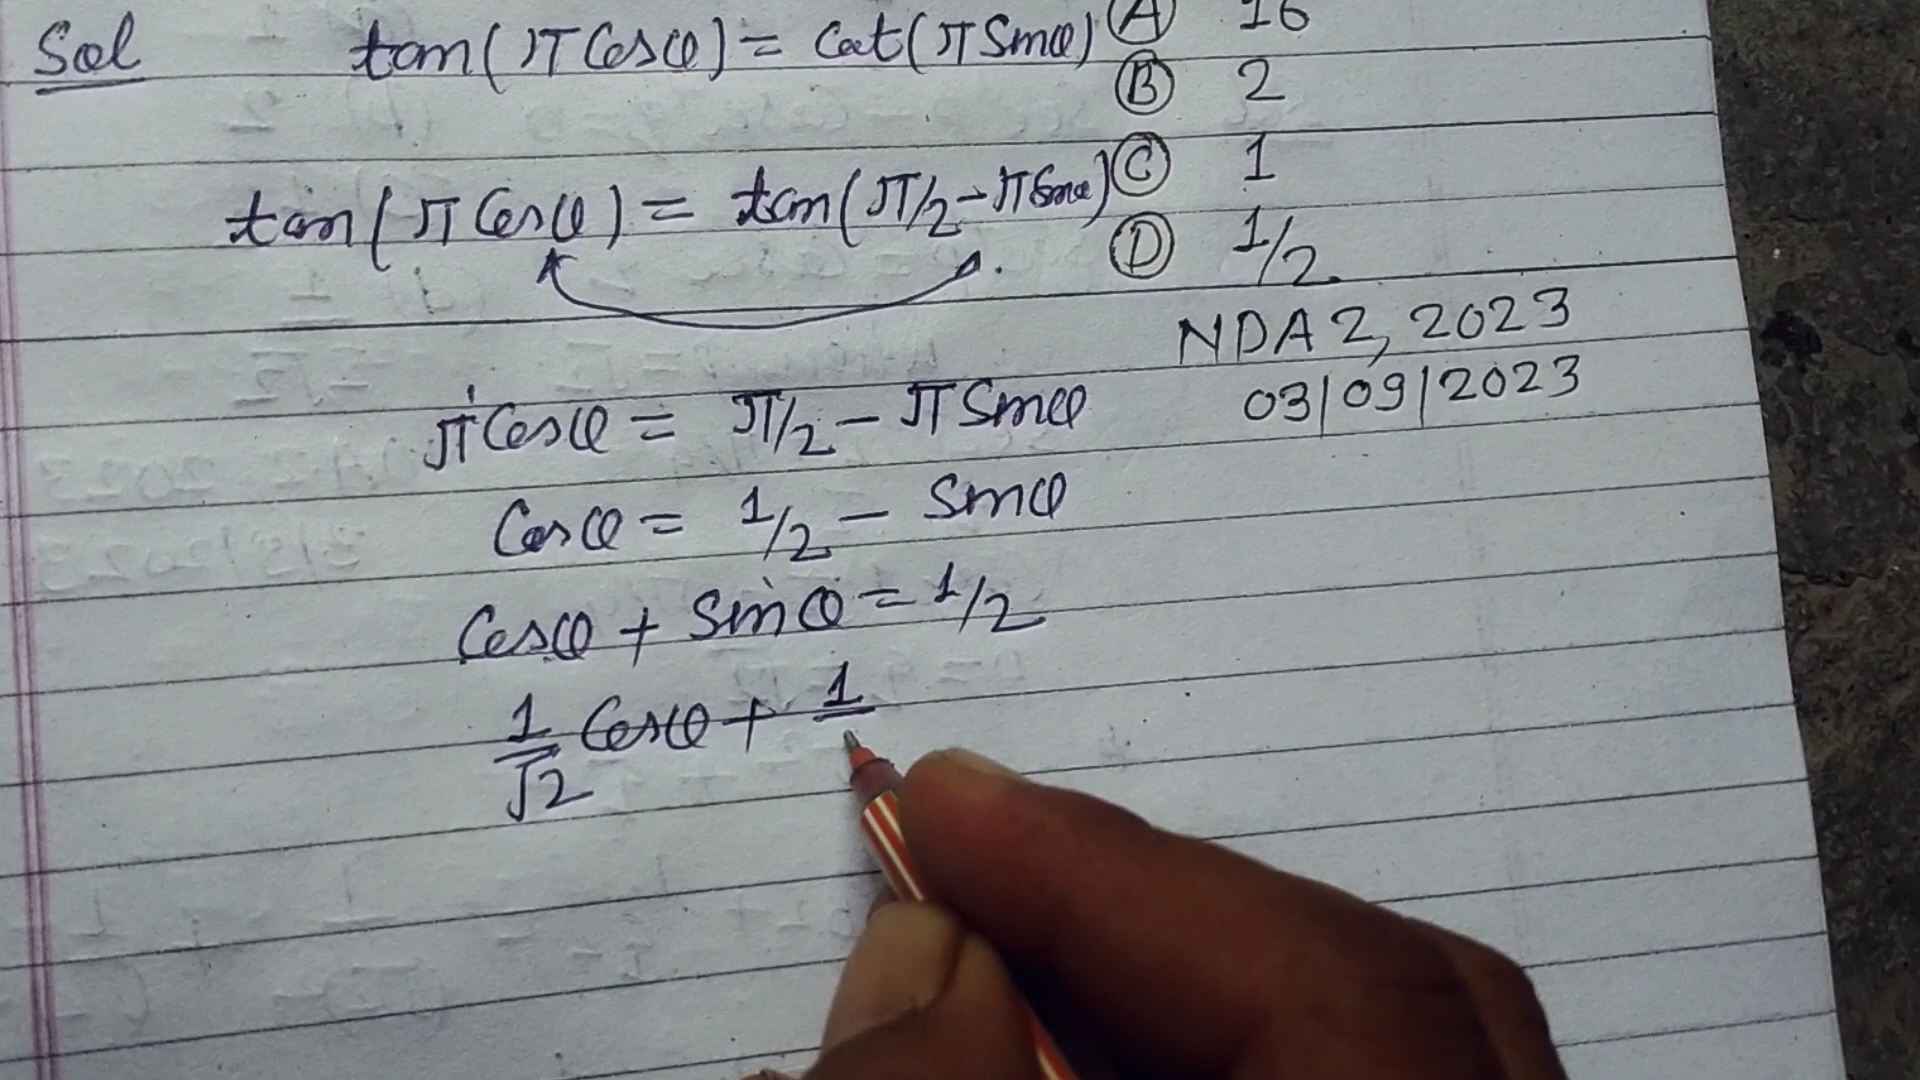 Sol tan(π Cosθ) = Cot(π Sinθ) (A) 16
(B) 2
tan(π Cosθ) = tan(π/2 - π Sinθ) (C) 1
(D) 1/2
NDA 2, 2023
π Cosθ = π/2 - π Sinθ 03/09/2023
Cosθ = 1/2 - Sinθ
Cosθ + Sinθ = 1/2
1/√2 Cosθ + 1